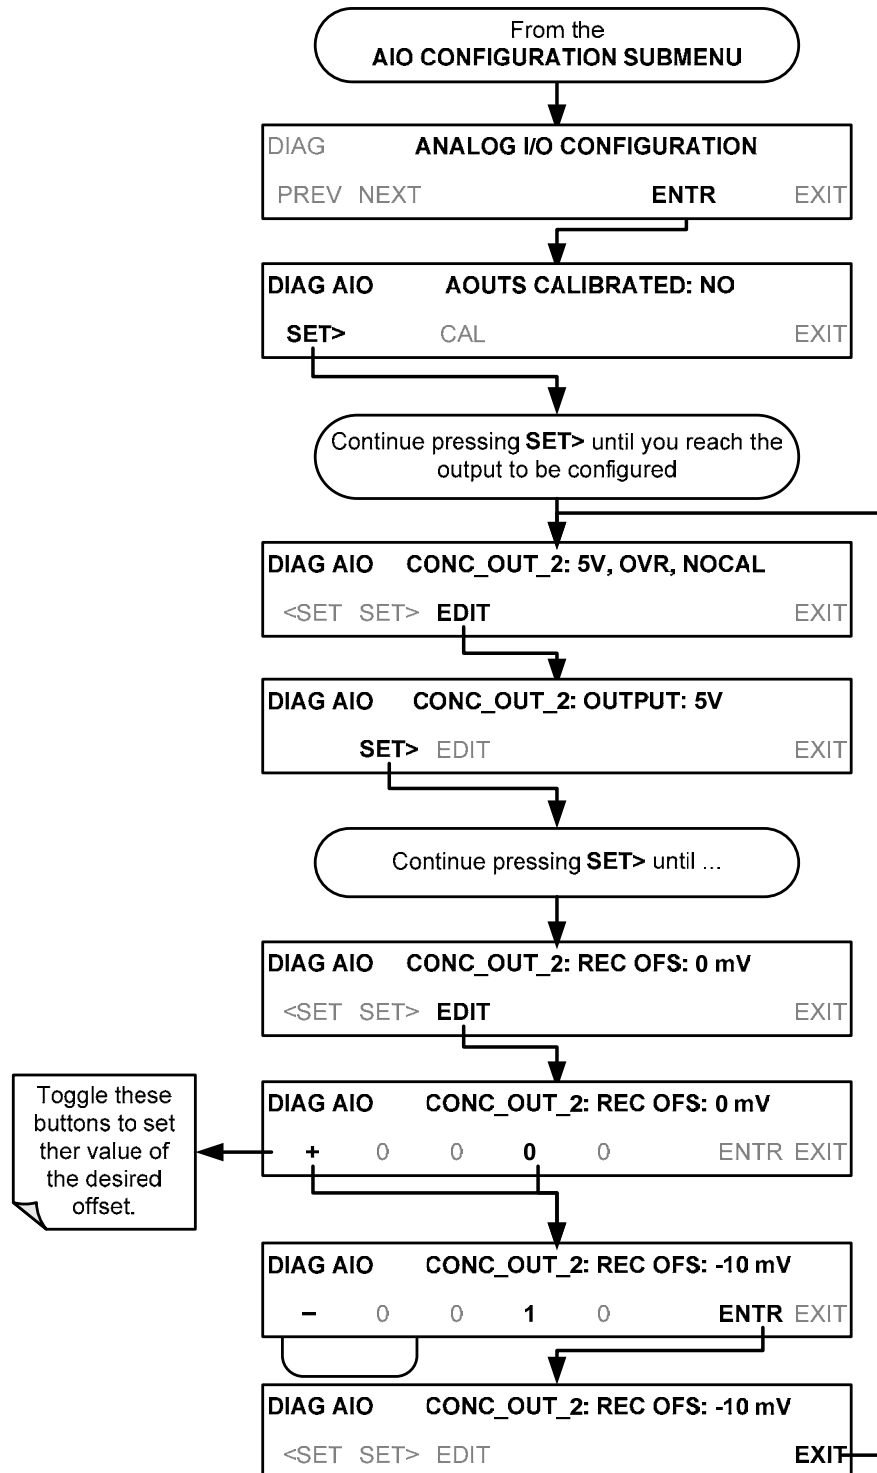 From the
AIO CONFIGURATION SUBMENU
DIAG ANALOG I/O CONFIGURATION
PREV NEXT ENTR EXIT
DIAG AIO AOUTS CALIBRATED: NO
SET> CAL EXIT
Continue pressing SET> until you reach the
output to be configured
DIAG AIO CONC_OUT_2: 5V, OVR, NOCAL
<SET SET> EDIT EXIT
DIAG AIO CONC_OUT_2: OUTPUT: 5V
SET> EDIT EXIT
Continue pressing SET> until ...
DIAG AIO CONC_OUT_2: REC OFS: 0 mV
<SET SET> EDIT EXIT
Toggle these
buttons to set
ther value of
the desired
offset.
DIAG AIO CONC_OUT_2: REC OFS: 0 mV
+ 0 0 0 0 ENTR EXIT
DIAG AIO CONC_OUT_2: REC OFS: -10 mV
– 0 0 1 0 ENTR EXIT
DIAG AIO CONC_OUT_2: REC OFS: -10 mV
<SET SET> EDIT EXIT